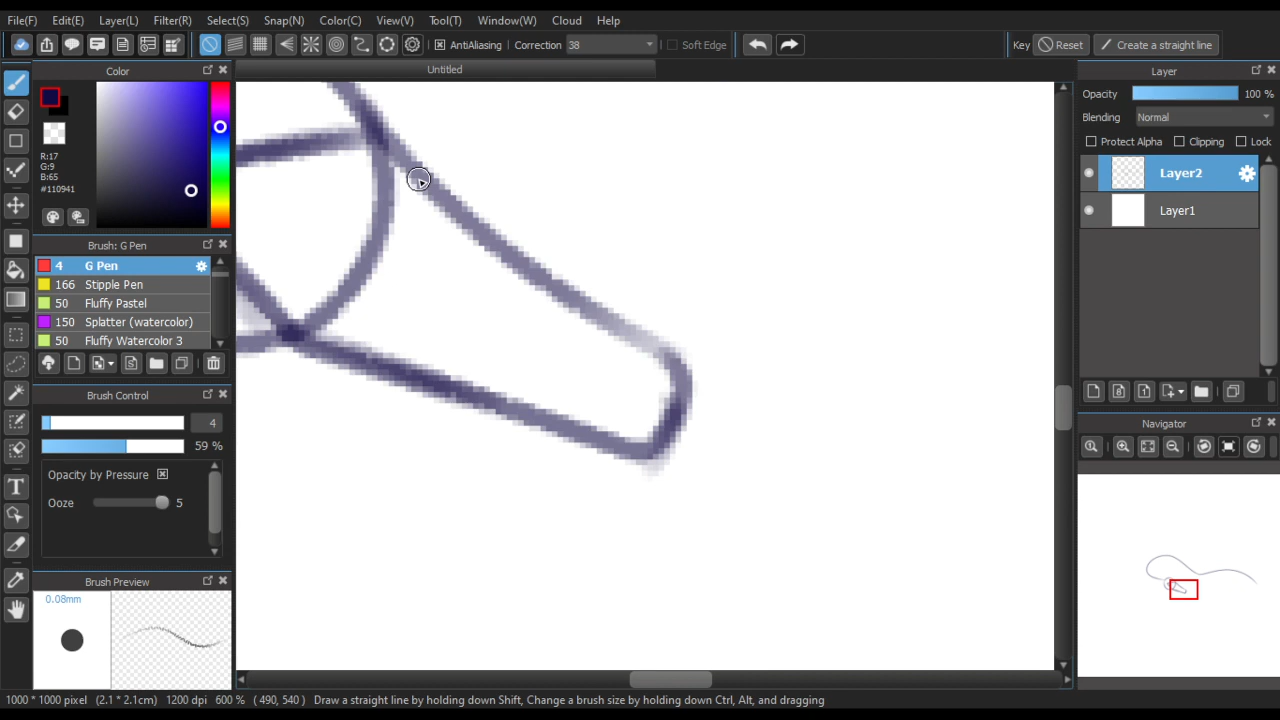 File(F) Edit(E) Layer(L) Filter(R) Select(S) Snap(N) Color(C) View(V) Tool(T) Window(W) Cloud Help
AntiAliasing Correction 38 Soft Edge Key Reset Create a straight line
Color
R:17
G:9
B:65
#110941
Brush: G Pen
4 G Pen
166 Stipple Pen
50 Fluffy Pastel
150 Splatter (watercolor)
50 Fluffy Watercolor 3
Brush Control
4
59 %
Opacity by Pressure
Ooze 5
Brush Preview
0.08mm
Untitled
Layer
Opacity 100 %
Blending Normal
Protect Alpha Clipping Lock
Layer2
Layer1
Navigator
1000 * 1000 pixel (2.1 * 2.1cm) 1200 dpi 600 % ( 490, 540 ) Draw a straight line by holding down Shift, Change a brush size by holding down Ctrl, Alt, and dragging